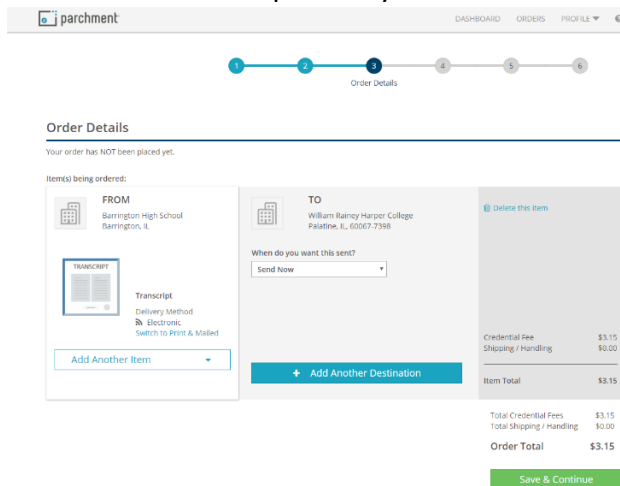 parchment
DASHBOARD ORDERS PROFILE
1 2 3 4 5 6
Order Details
Order Details
Your order has NOT been placed yet.
Item(s) being ordered:
FROM
Barrington High School
Barrington, IL
TRANSCRIPT
Transcript
Delivery Method
Electronic
Switch to Print & Mailed
Add Another Item
TO
William Rainey Harper College
Palatine, IL, 60067-7398
When do you want this sent?
Send Now
+ Add Another Destination
Delete this Item
Credential Fee $3.15
Shipping / Handling $0.00
Item Total $3.15
Total Credential Fees $3.15
Total Shipping / Handling $0.00
Order Total $3.15
Save & Continue